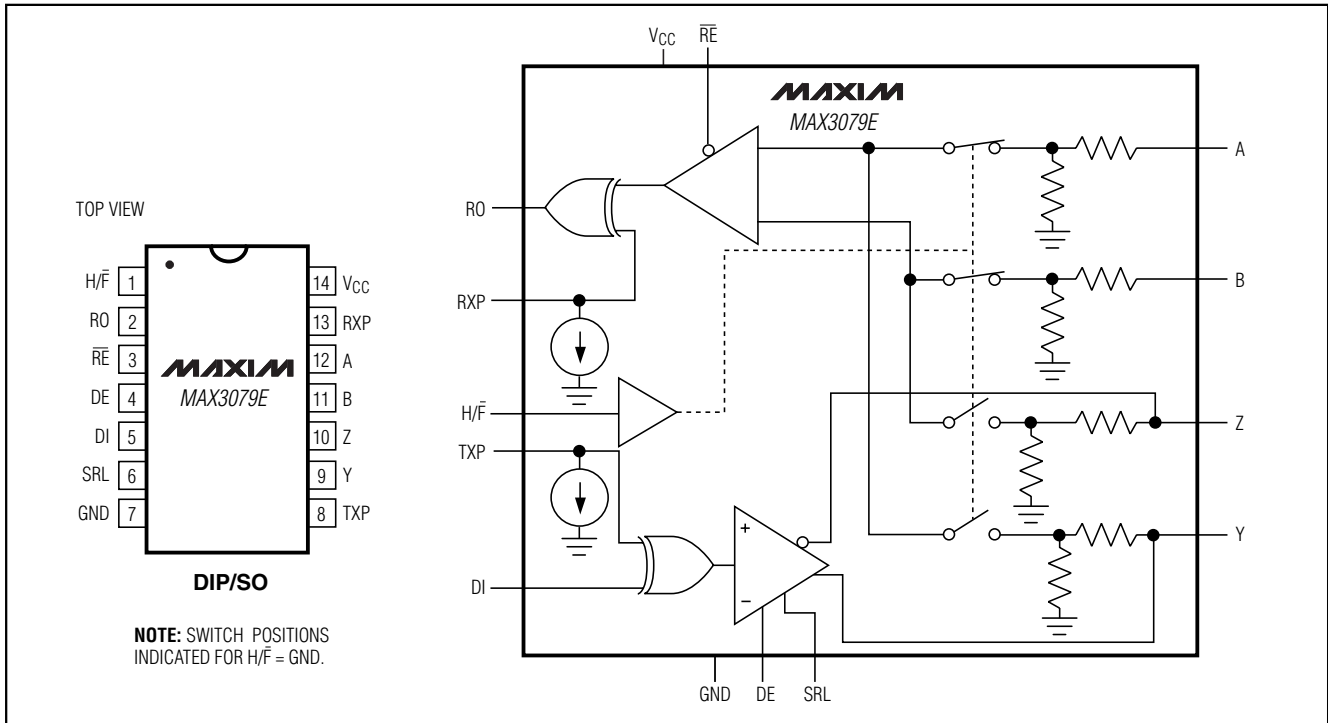 TOP VIEW
H/F̅ 1
RO 2
R̅E̅ 3
DE 4
DI 5
SRL 6
GND 7
14 VCC
13 RXP
12 A
11 B
10 Z
9 Y
8 TXP
MAXIM
MAX3079E
DIP/SO
NOTE: SWITCH POSITIONS
INDICATED FOR H/F̅ = GND.
VCC
R̅E̅
MAXIM
MAX3079E
RO
RXP
H/F̅
TXP
DI
+
−
A
B
Z
Y
GND
DE
SRL